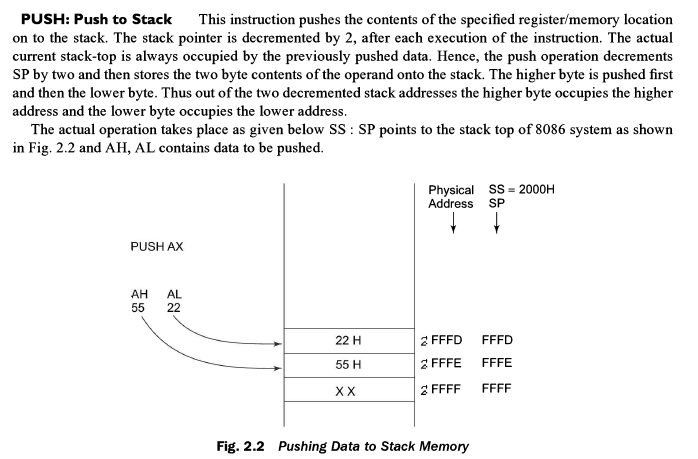 PUSH: Push to Stack This instruction pushes the contents of the specified register/memory location
on to the stack. The stack pointer is decremented by 2, after each execution of the instruction. The actual
current stack-top is always occupied by the previously pushed data. Hence, the push operation decrements
SP by two and then stores the two byte contents of the operand onto the stack. The higher byte is pushed first
and then the lower byte. Thus out of the two decremented stack addresses the higher byte occupies the higher
address and the lower byte occupies the lower address.
The actual operation takes place as given below SS : SP points to the stack top of 8086 system as shown
in Fig. 2.2 and AH, AL contains data to be pushed.
Physical SS = 2000H
Address SP
PUSH AX
AH AL
55 22
22 H 2 FFFD FFFD
55 H 2 FFFE FFFE
X X 2 FFFF FFFF
Fig. 2.2 Pushing Data to Stack Memory